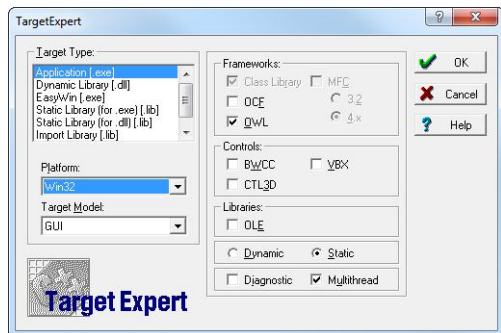 TargetExpert
Target Type:
Application [.exe]
Dynamic Library [.dll]
EasyWin [.exe]
Static Library (for .exe) [.lib]
Static Library (for .dll) [.lib]
Import Library [.lib]
Platform:
Win32
Target Model:
GUI
Target Expert
Frameworks:
Class Library MFC
OCF 3.2
OWL 4.x
Controls:
BWCC VBX
CTL3D
Libraries:
OLE
Dynamic Static
Diagnostic Multithread
OK
Cancel
Help